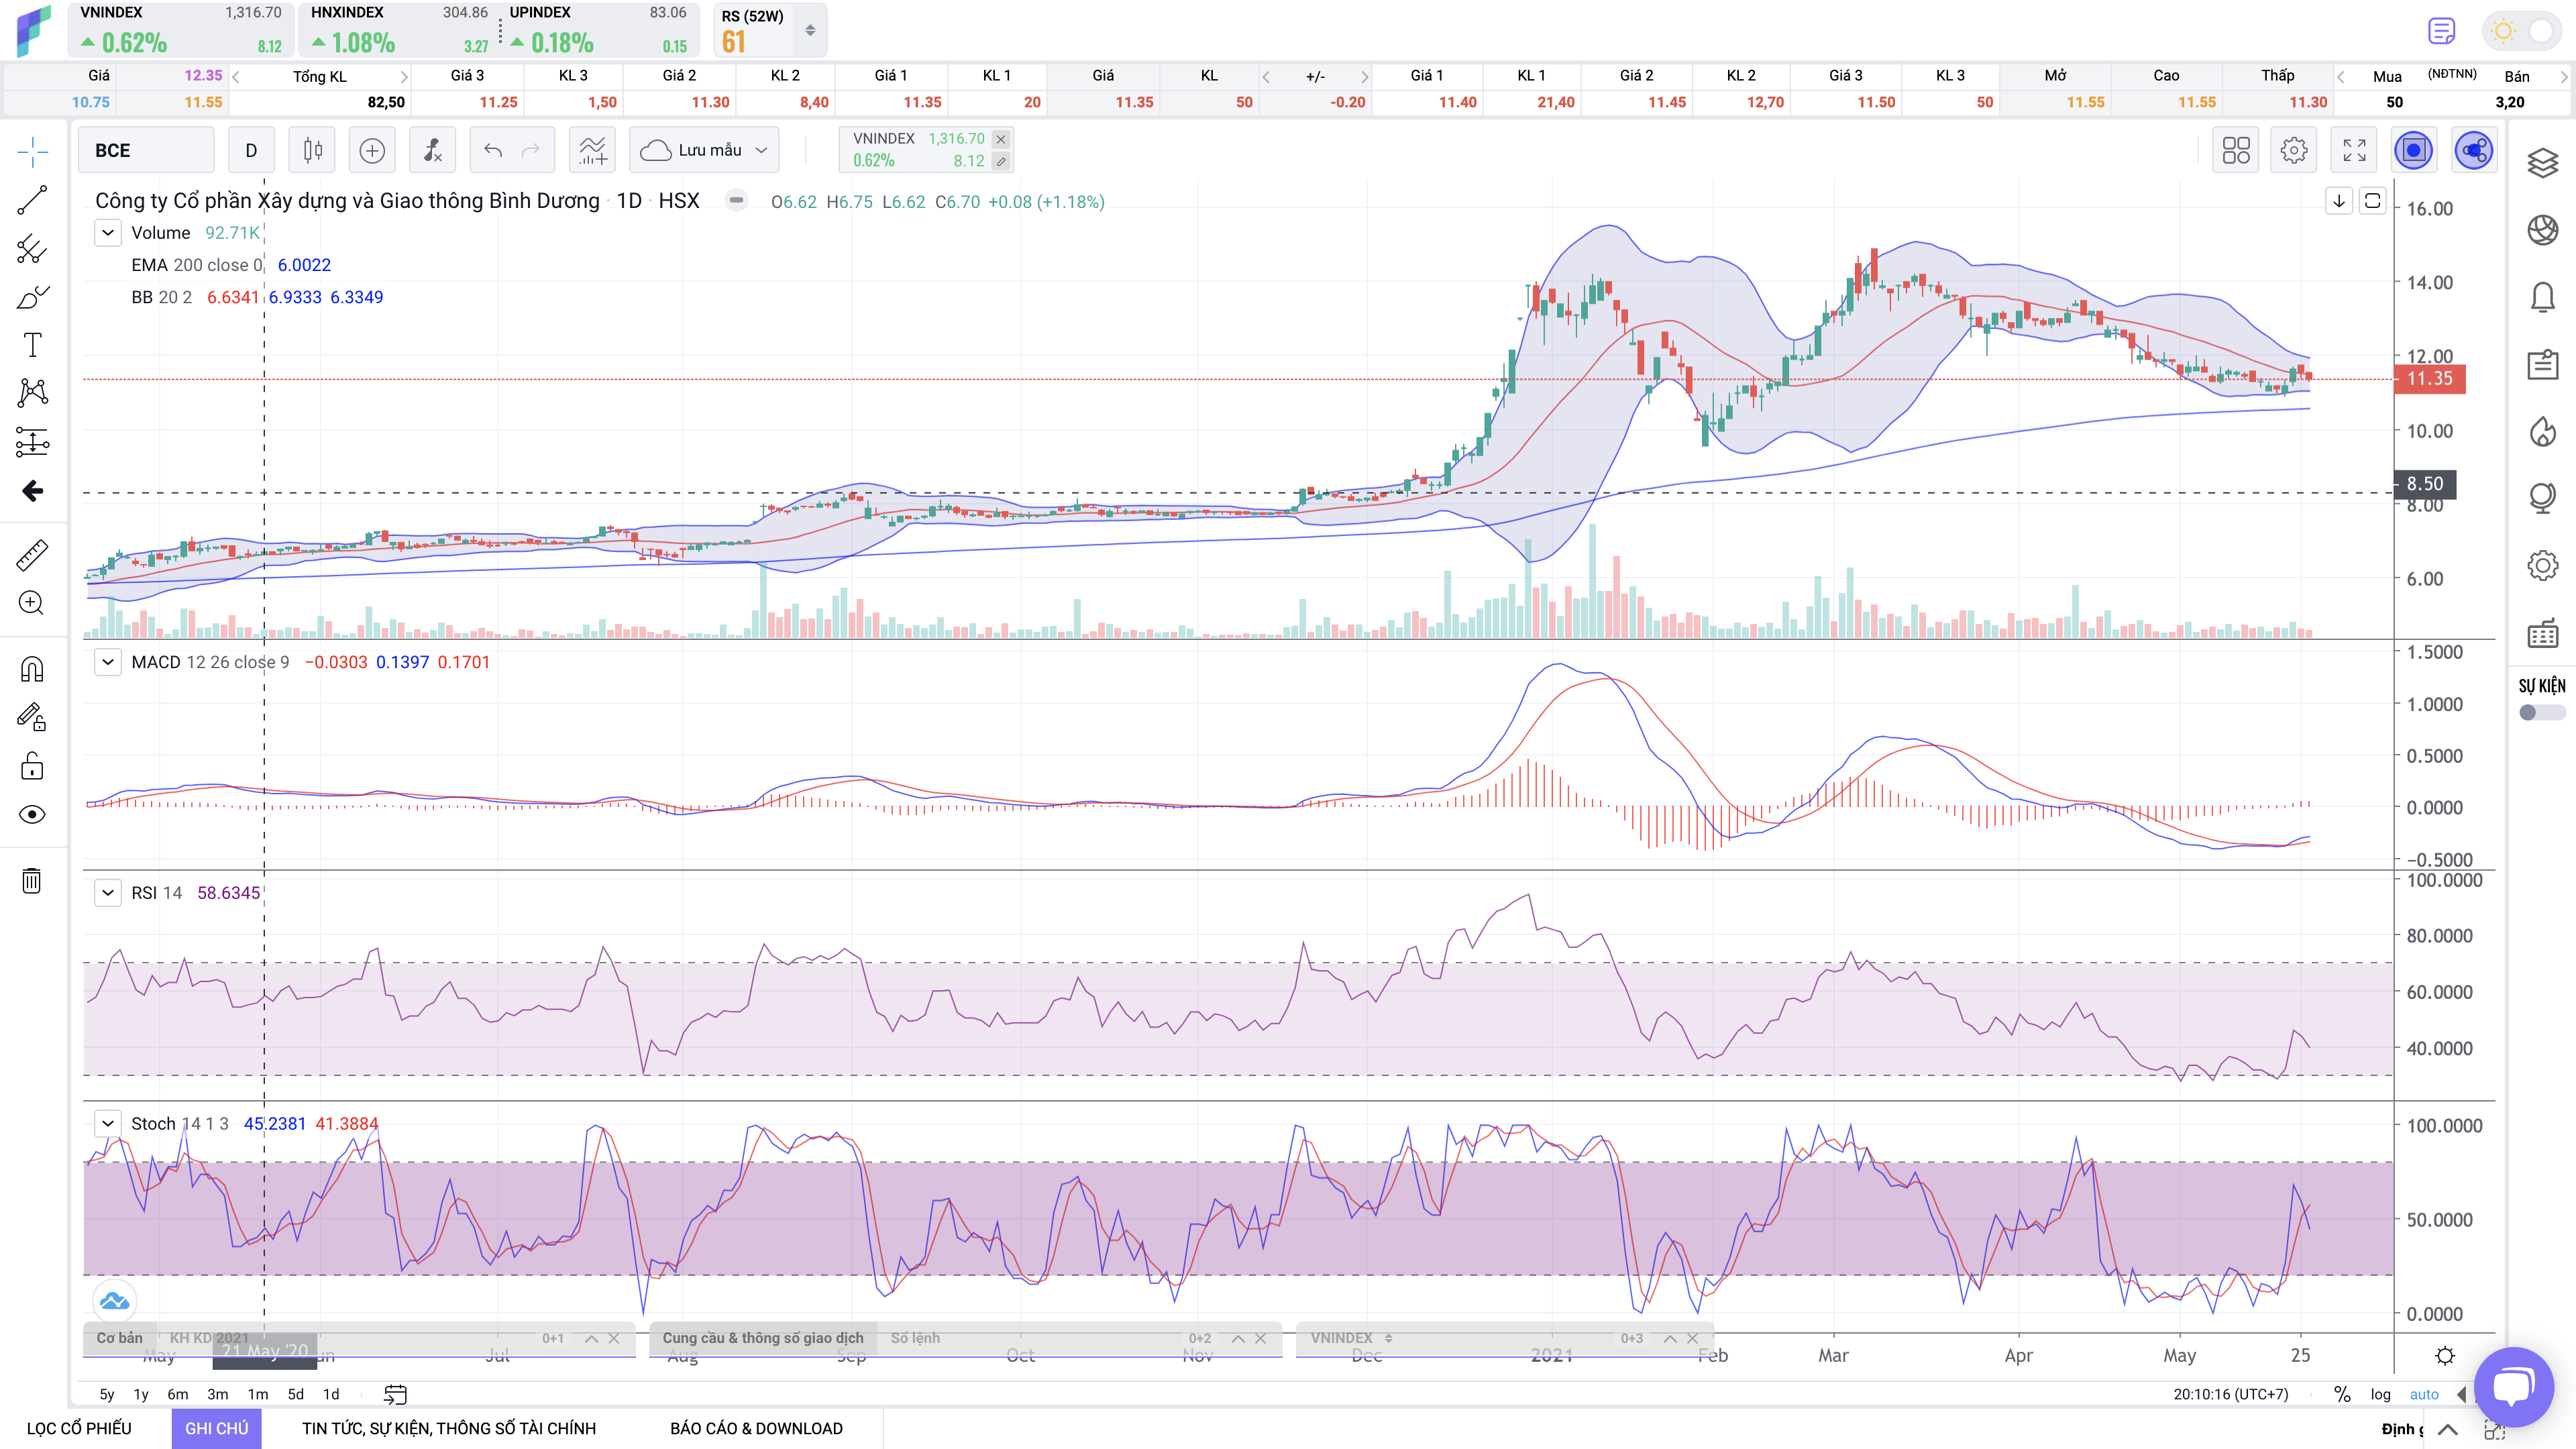 VNINDEX 1,316.70 HNXINDEX 304.86 UPINDEX 83.06 RS (52W)
0.62% 8.12 1.08% 3.27 0.18% 0.15 61
Giá 12.35 Tổng KL Giá 3 KL 3 Giá 2 KL 2 Giá 1 KL 1 Giá KL +/- Giá 1 KL 1 Giá 2 KL 2 Giá 3 KL 3 Mở Cao Thấp Mua (NĐTNN) Bán
10.75 11.55 82,50 11.25 1,50 11.30 8,40 11.35 20 11.35 50 -0.20 11.40 21,40 11.45 12,70 11.50 50 11.55 11.55 11.30 50 3,20
BCE D Lưu mẫu VNINDEX 1,316.70
0.62% 8.12
Công ty Cổ phần Xây dựng và Giao thông Bình Dương · 1D · HSX O6.62 H6.75 L6.62 C6.70 +0.08 (+1.18%)
Volume 92.71K
EMA 200 close 0 6.0022
BB 20 2 6.6341 6.9333 6.3349
16.00
14.00
12.00
11.35
10.00
8.50
8.00
6.00
MACD 12 26 close 9 −0.0303 0.1397 0.1701
1.5000
1.0000
0.5000
0.0000
−0.5000
SỰ KIỆN
RSI 14 58.6345
100.0000
80.0000
60.0000
40.0000
Stoch 14 1 3 45.2381 41.3884
100.0000
50.0000
0.0000
Cơ bản KH KD 2021 0+1 Cung cầu & thông số giao dịch Sổ lệnh 0+2 VNINDEX 0+3
May 21 May '20 un Jul Aug Sep Oct Nov Dec 2021 Feb Mar Apr May 25
5y 1y 6m 3m 1m 5d 1d 20:10:16 (UTC+7) % log auto
LỌC CỔ PHIẾU GHI CHÚ TIN TỨC, SỰ KIỆN, THÔNG SỐ TÀI CHÍNH BÁO CÁO & DOWNLOAD Định